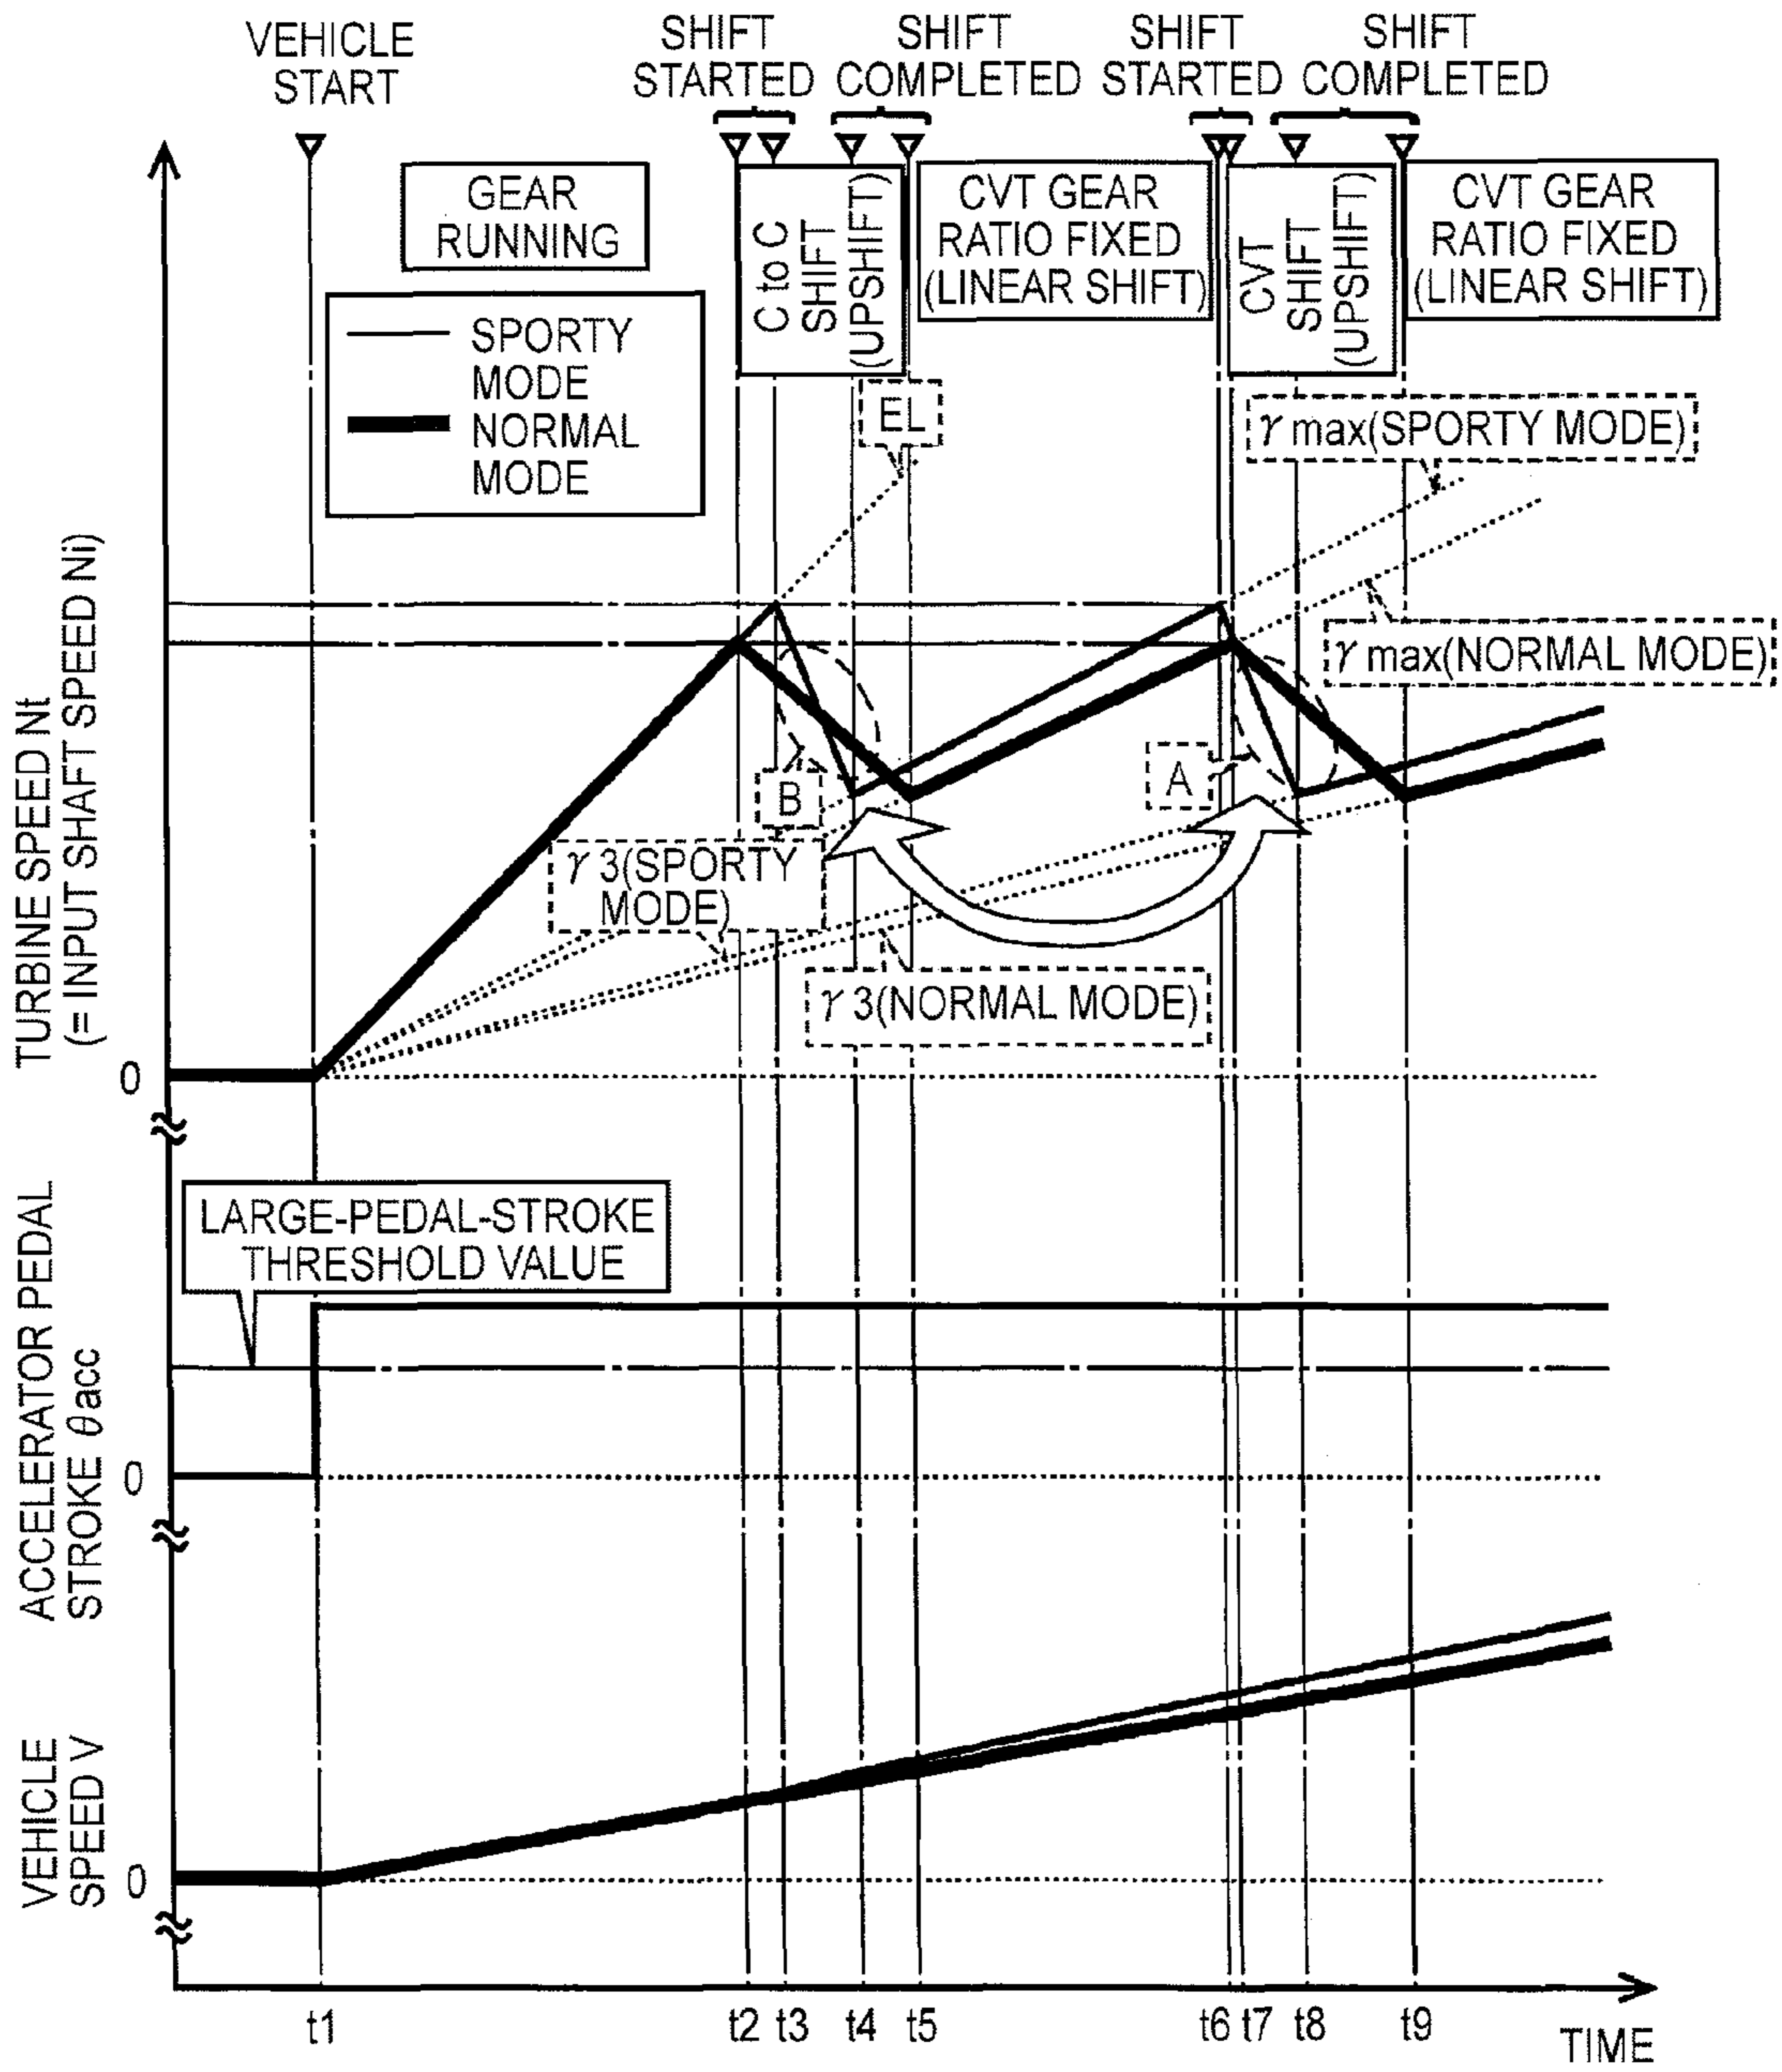 VEHICLE
START
SHIFT
STARTED
SHIFT
COMPLETED
SHIFT
STARTED
SHIFT
COMPLETED
GEAR
RUNNING
C to C
SHIFT
(UPSHIFT)
CVT GEAR
RATIO FIXED
(LINEAR SHIFT)
CVT
SHIFT
(UPSHIFT)
CVT GEAR
RATIO FIXED
(LINEAR SHIFT)
SPORTY
MODE
NORMAL
MODE
EL
γ max(SPORTY MODE)
γ max(NORMAL MODE)
B
A
γ 3(SPORTY
MODE)
γ 3(NORMAL MODE)
TURBINE SPEED Nt
(= INPUT SHAFT SPEED Ni)
0
LARGE-PEDAL-STROKE
THRESHOLD VALUE
ACCELERATOR PEDAL
STROKE θacc
0
VEHICLE
SPEED V
0
t1 t2 t3 t4 t5 t6 t7 t8 t9
TIME